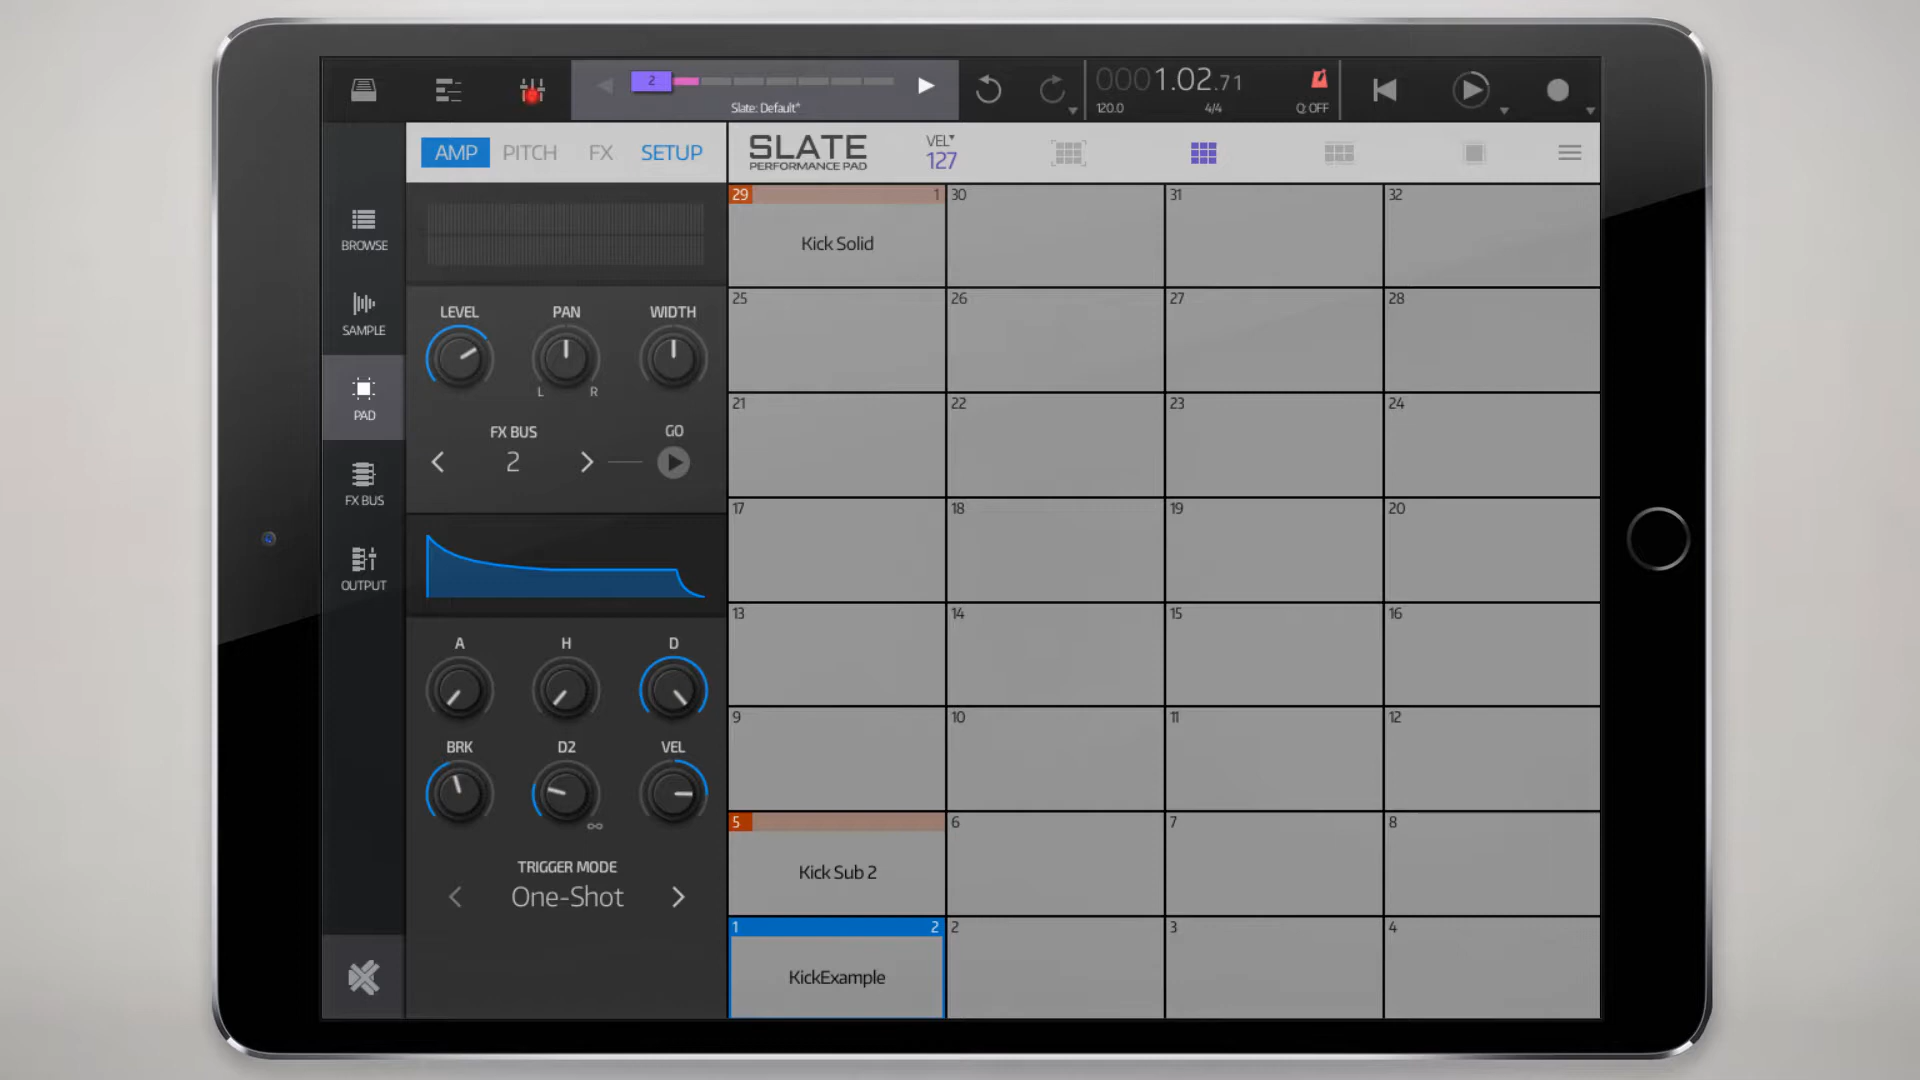 2
Slate: Default*
0001.02.71
120.0
4/4
Q: OFF
AMP PITCH FX SETUP
SLATE
PERFORMANCE PAD
VEL
127
BROWSE
SAMPLE
PAD
FX BUS
OUTPUT
LEVEL PAN WIDTH
L R
FX BUS
2
GO
A H D
BRK D2 VEL
∞
TRIGGER MODE
One-Shot
29 1 30 31 32
Kick Solid
25 26 27 28
21 22 23 24
17 18 19 20
13 14 15 16
9 10 11 12
5 6 7 8
Kick Sub 2
1 2 2 3 4
KickExample